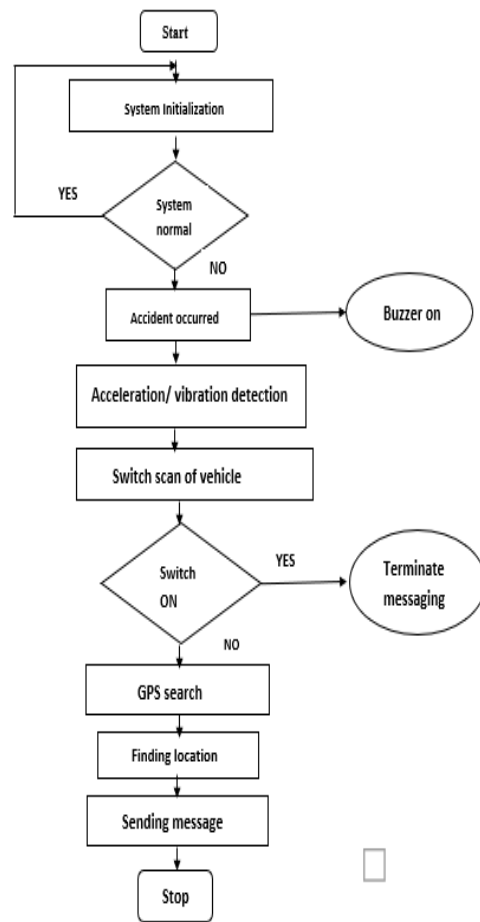 Start
System Initialization
YES
System
normal
NO
Accident occurred
Buzzer on
Acceleration/ vibration detection
Switch scan of vehicle
Switch
ON
YES
Terminate
messaging
NO
GPS search
Finding location
Sending message
Stop